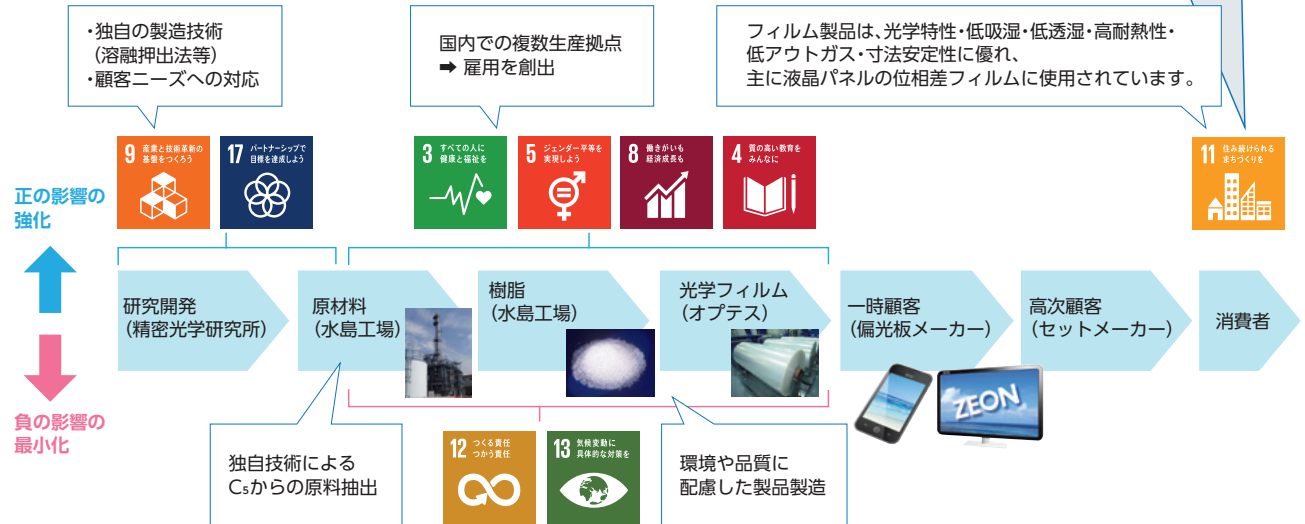 ・独自の製造技術
（溶融押出法等）
・顧客ニーズへの対応
国内での複数生産拠点
➡ 雇用を創出
フィルム製品は、光学特性・低吸湿・低透湿・高耐熱性・
低アウトガス・寸法安定性に優れ、
主に液晶パネルの位相差フィルムに使用されています。
9 産業と技術革新の
基盤をつくろう
17 パートナーシップで
目標を達成しよう
3 すべての人に
健康と福祉を
5 ジェンダー平等を
実現しよう
8 働きがいも
経済成長も
4 質の高い教育を
みんなに
11 住み続けられる
まちづくりを
正の影響の
強化
研究開発
（精密光学研究所）
原材料
（水島工場）
樹脂
（水島工場）
光学フィルム
（オプテス）
一時顧客
（偏光板メーカー）
高次顧客
（セットメーカー）
消費者
ZEON
負の影響の
最小化
独自技術による
C₅からの原料抽出
12 つくる責任
つかう責任
13 気候変動に
具体的な対策を
環境や品質に
配慮した製品製造